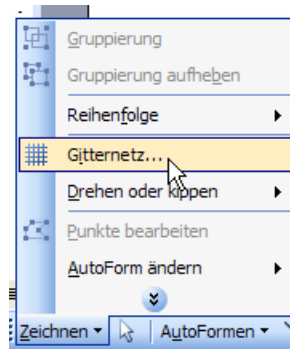 Gruppierung
Gruppierung aufheben
Reihenfolge
Gitternetz...
Drehen oder kippen
Punkte bearbeiten
AutoForm ändern
Zeichnen AutoFormen